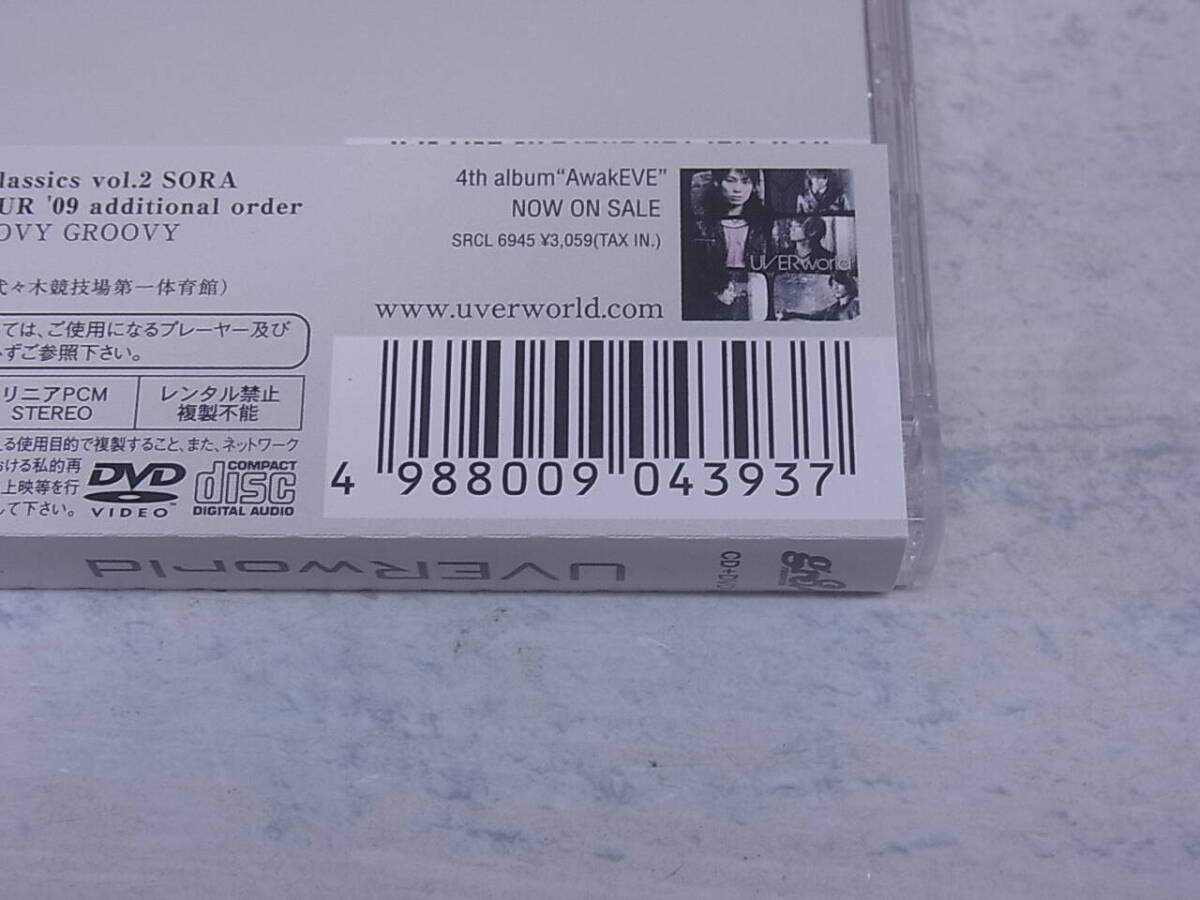 lassics vol.2 SORA
UR '09 additional order
OVY GROOVY
代々木競技場第一体育館)
ては、ご使用になるプレーヤー及び
ずご参照下さい。
リニアPCM
STEREO
レンタル禁止
複製不能
る使用目的で複製すること、また、ネットワーク
おける私的再
上映等を行
して下さい。
DVD
VIDEO™
COMPACT
disc
DIGITAL AUDIO
4th album“AwakEVE”
NOW ON SALE
SRCL 6945 ¥3,059(TAX IN.)
UVERworld
www.uverworld.com
4 988009 043937
UVERworld
CD+DVD
gr8!